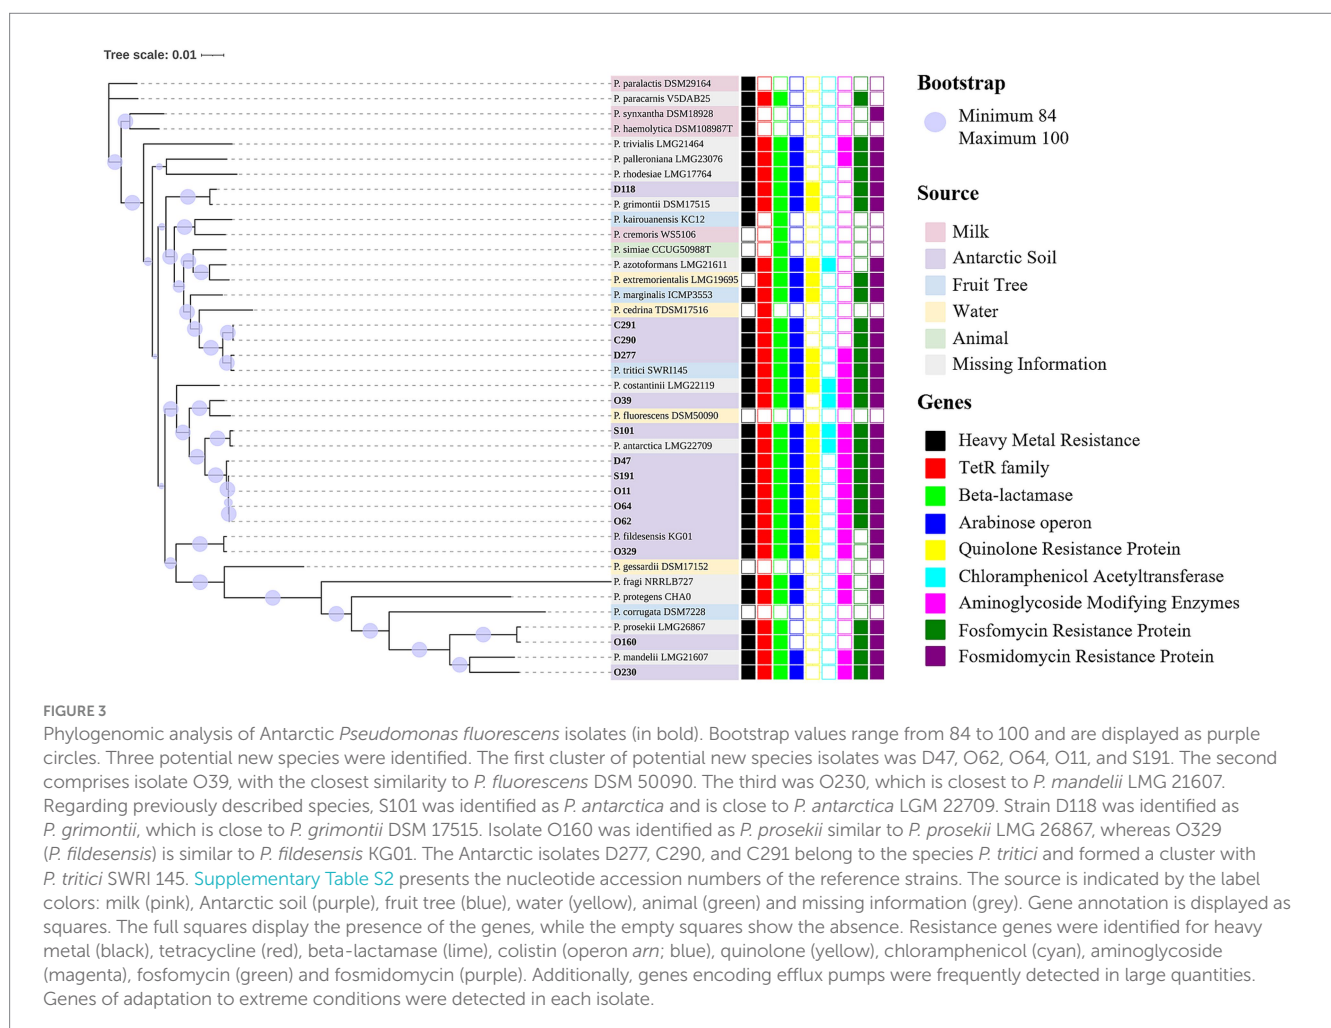 Tree scale: 0.01
P. paralactis DSM29164
P. paracarnis V5DAB25
P. synxantha DSM18928
P. haemolytica DSM108987T
P. trivialis LMG21464
P. palleroniana LMG23076
P. rhodesiae LMG17764
D118
P. grimontii DSM17515
P. kairouanensis KC12
P. cremoris WS5106
P. simiae CCUG50988T
P. azotoformans LMG21611
P. extremorientalis LMG19695
P. marginalis ICMP3553
P. cedrina TDSM17516
C291
C290
D277
P. tritici SWRI145
P. costantinii LMG22119
O39
P. fluorescens DSM50090
S101
P. antarctica LMG22709
D47
S191
O11
O64
O62
P. fildesensis KG01
O329
P. gessardii DSM17152
P. fragi NRRLB727
P. protegens CHA0
P. corrugata DSM7228
P. prosekii LMG26867
O160
P. mandelii LMG21607
O230
Bootstrap
Minimum 84
Maximum 100
Source
Milk
Antarctic Soil
Fruit Tree
Water
Animal
Missing Information
Genes
Heavy Metal Resistance
TetR family
Beta-lactamase
Arabinose operon
Quinolone Resistance Protein
Chloramphenicol Acetyltransferase
Aminoglycoside Modifying Enzymes
Fosfomycin Resistance Protein
Fosmidomycin Resistance Protein
FIGURE 3
Phylogenomic analysis of Antarctic Pseudomonas fluorescens isolates (in bold). Bootstrap values range from 84 to 100 and are displayed as purple
circles. Three potential new species were identified. The first cluster of potential new species isolates was D47, O62, O64, O11, and S191. The second
comprises isolate O39, with the closest similarity to P. fluorescens DSM 50090. The third was O230, which is closest to P. mandelii LMG 21607.
Regarding previously described species, S101 was identified as P. antarctica and is close to P. antarctica LGM 22709. Strain D118 was identified as
P. grimontii, which is close to P. grimontii DSM 17515. Isolate O160 was identified as P. prosekii similar to P. prosekii LMG 26867, whereas O329
(P. fildesensis) is similar to P. fildesensis KG01. The Antarctic isolates D277, C290, and C291 belong to the species P. tritici and formed a cluster with
P. tritici SWRI 145. Supplementary Table S2 presents the nucleotide accession numbers of the reference strains. The source is indicated by the label
colors: milk (pink), Antarctic soil (purple), fruit tree (blue), water (yellow), animal (green) and missing information (grey). Gene annotation is displayed as
squares. The full squares display the presence of the genes, while the empty squares show the absence. Resistance genes were identified for heavy
metal (black), tetracycline (red), beta-lactamase (lime), colistin (operon arn; blue), quinolone (yellow), chloramphenicol (cyan), aminoglycoside
(magenta), fosfomycin (green) and fosmidomycin (purple). Additionally, genes encoding efflux pumps were frequently detected in large quantities.
Genes of adaptation to extreme conditions were detected in each isolate.